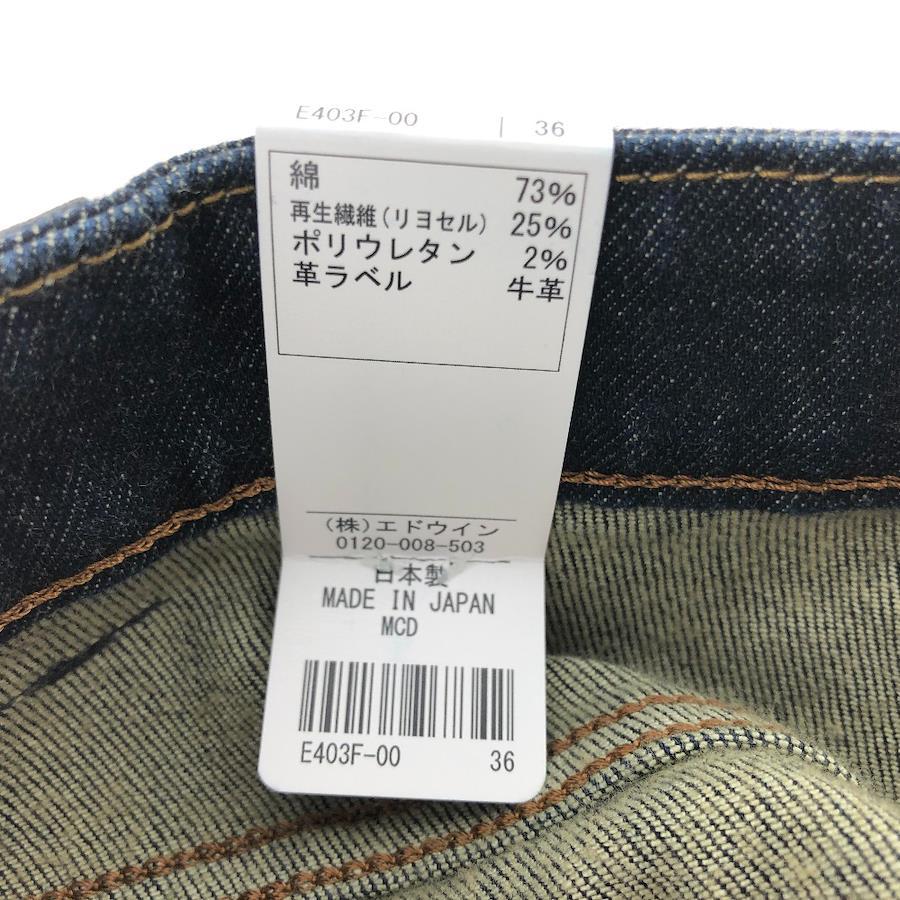 E403F-00 | 36
綿 73%
再生繊維(リヨセル) 25%
ポリウレタン 2%
革ラベル 牛革
(株)エドウイン
0120-008-503
日本製
MADE IN JAPAN
MCD
E403F-00 36